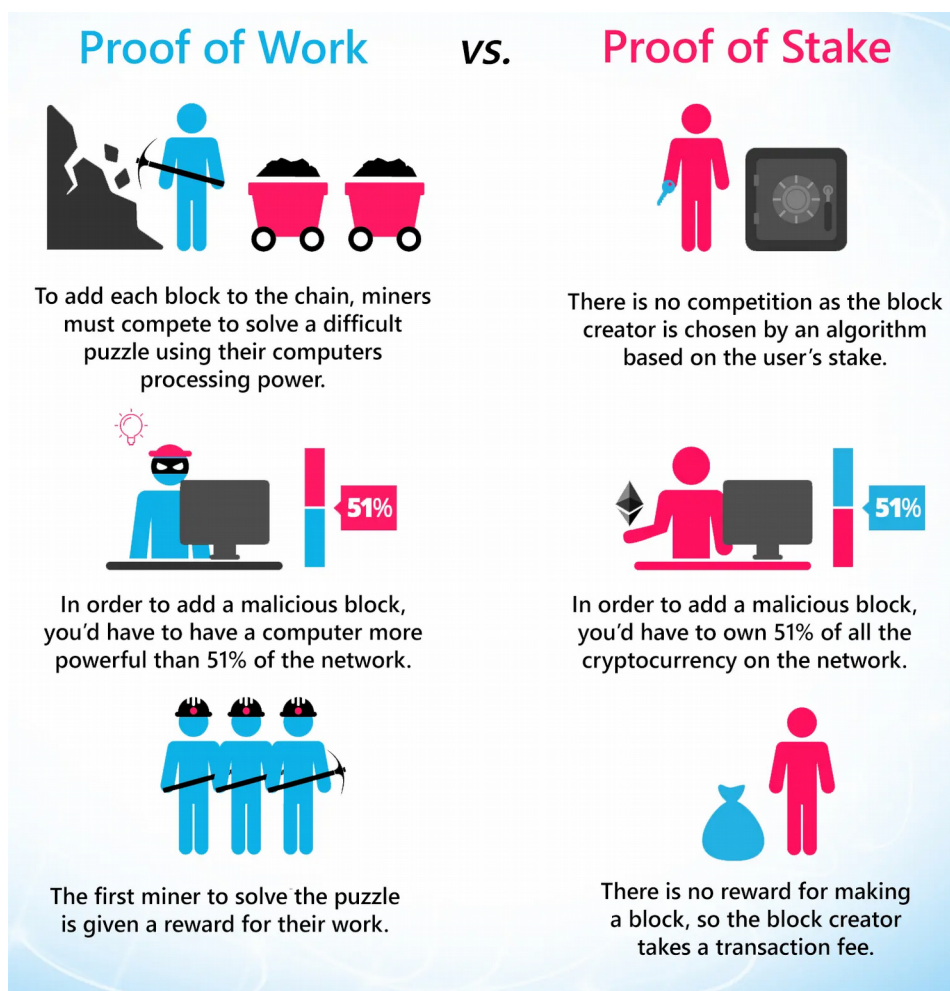 Proof of Work
vs.
Proof of Stake
To add each block to the chain, miners
must compete to solve a difficult
puzzle using their computers
processing power.
There is no competition as the block
creator is chosen by an algorithm
based on the user's stake.
51%
51%
In order to add a malicious block,
you'd have to have a computer more
powerful than 51% of the network.
In order to add a malicious block,
you'd have to own 51% of all the
cryptocurrency on the network.
The first miner to solve the puzzle
is given a reward for their work.
There is no reward for making
a block, so the block creator
takes a transaction fee.